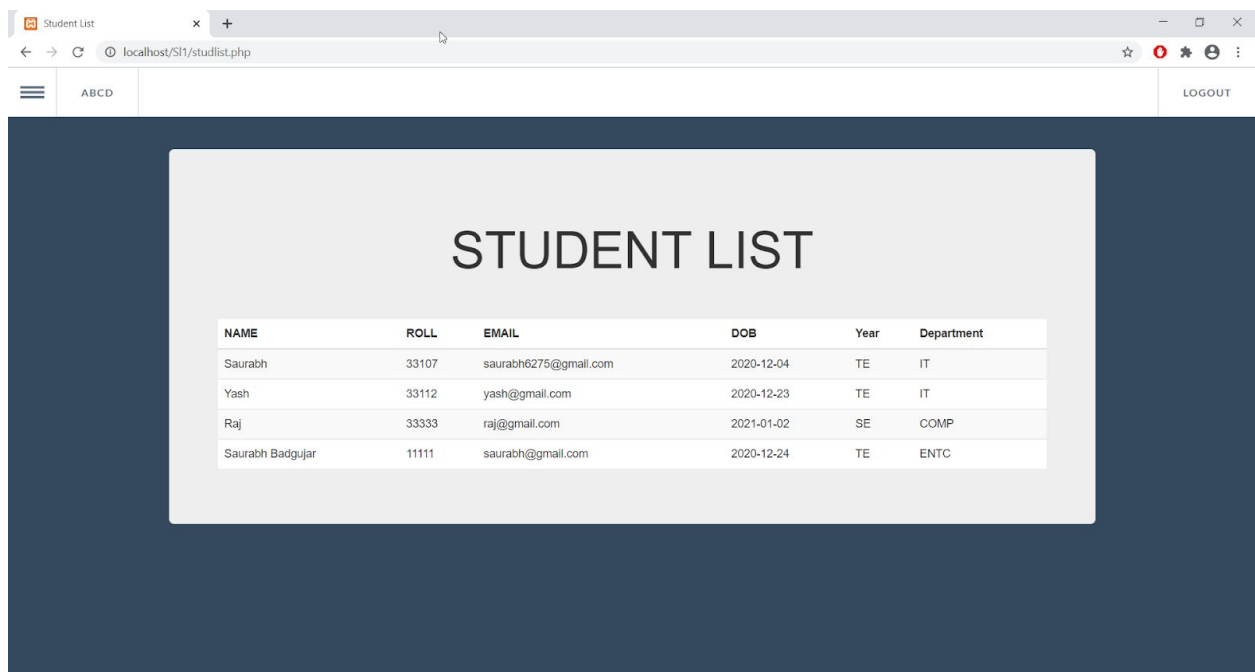 Student List
localhost/Sl1/studlist.php
ABCD LOGOUT
STUDENT LIST
NAME ROLL EMAIL DOB Year Department
Saurabh 33107 saurabh6275@gmail.com 2020-12-04 TE IT
Yash 33112 yash@gmail.com 2020-12-23 TE IT
Raj 33333 raj@gmail.com 2021-01-02 SE COMP
Saurabh Badgujar 11111 saurabh@gmail.com 2020-12-24 TE ENTC